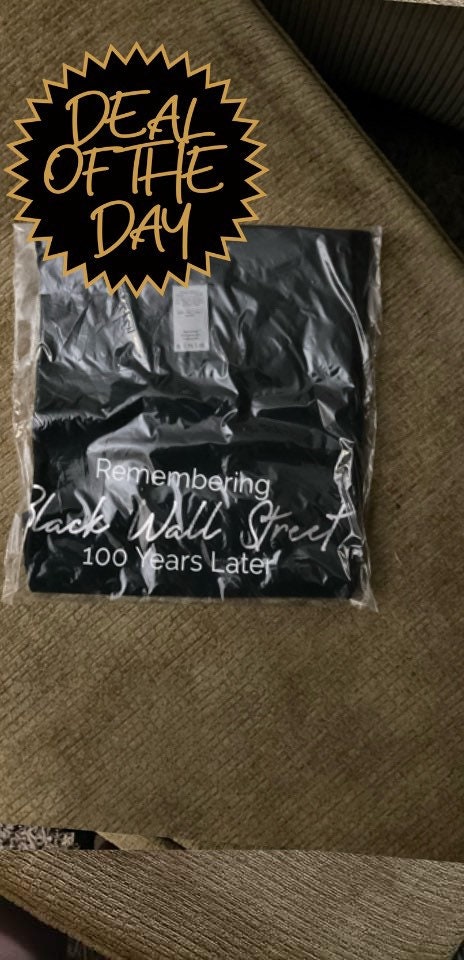 DEAL
OF THE
DAY
Remembering
Black Wall Street
100 Years Later